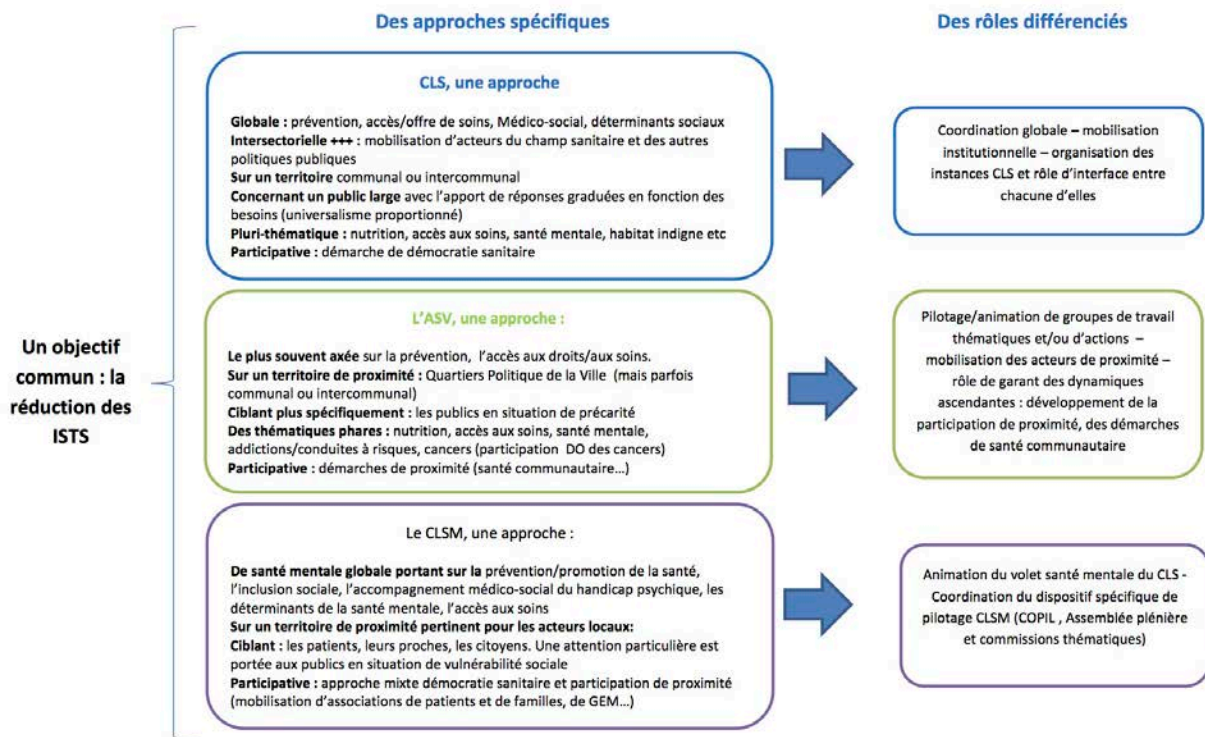 Des approches spécifiques
Des rôles différenciés
Un objectif
commun : la
réduction des
ISTS
CLS, une approche
Globale : prévention, accès/offre de soins, Médico-social, déterminants sociaux
Intersectorielle +++ : mobilisation d'acteurs du champ sanitaire et des autres
politiques publiques
Sur un territoire communal ou intercommunal
Concernant un public large avec l'apport de réponses graduées en fonction des
besoins (universalisme proportionné)
Pluri-thématique : nutrition, accès aux soins, santé mentale, habitat indigne etc
Participative : démarche de démocratie sanitaire
Coordination globale – mobilisation
institutionnelle – organisation des
instances CLS et rôle d'interface entre
chacune d'elles
L'ASV, une approche :
Le plus souvent axée sur la prévention, l'accès aux droits/aux soins.
Sur un territoire de proximité : Quartiers Politique de la Ville (mais parfois
communal ou intercommunal)
Ciblant plus spécifiquement : les publics en situation de précarité
Des thématiques phares : nutrition, accès aux soins, santé mentale,
addictions/conduites à risques, cancers (participation DO des cancers)
Participative : démarches de proximité (santé communautaire…)
Pilotage/animation de groupes de travail
thématiques et/ou d'actions –
mobilisation des acteurs de proximité –
rôle de garant des dynamiques
ascendantes : développement de la
participation de proximité, des démarches
de santé communautaire
Le CLSM, une approche :
De santé mentale globale portant sur la prévention/promotion de la santé,
l'inclusion sociale, l'accompagnement médico-social du handicap psychique, les
déterminants de la santé mentale, l'accès aux soins
Sur un territoire de proximité pertinent pour les acteurs locaux:
Ciblant : les patients, leurs proches, les citoyens. Une attention particulière est
portée aux publics en situation de vulnérabilité sociale
Participative : approche mixte démocratie sanitaire et participation de proximité
(mobilisation d'associations de patients et de familles, de GEM…)
Animation du volet santé mentale du CLS -
Coordination du dispositif spécifique de
pilotage CLSM (COPIL , Assemblée plénière
et commissions thématiques)